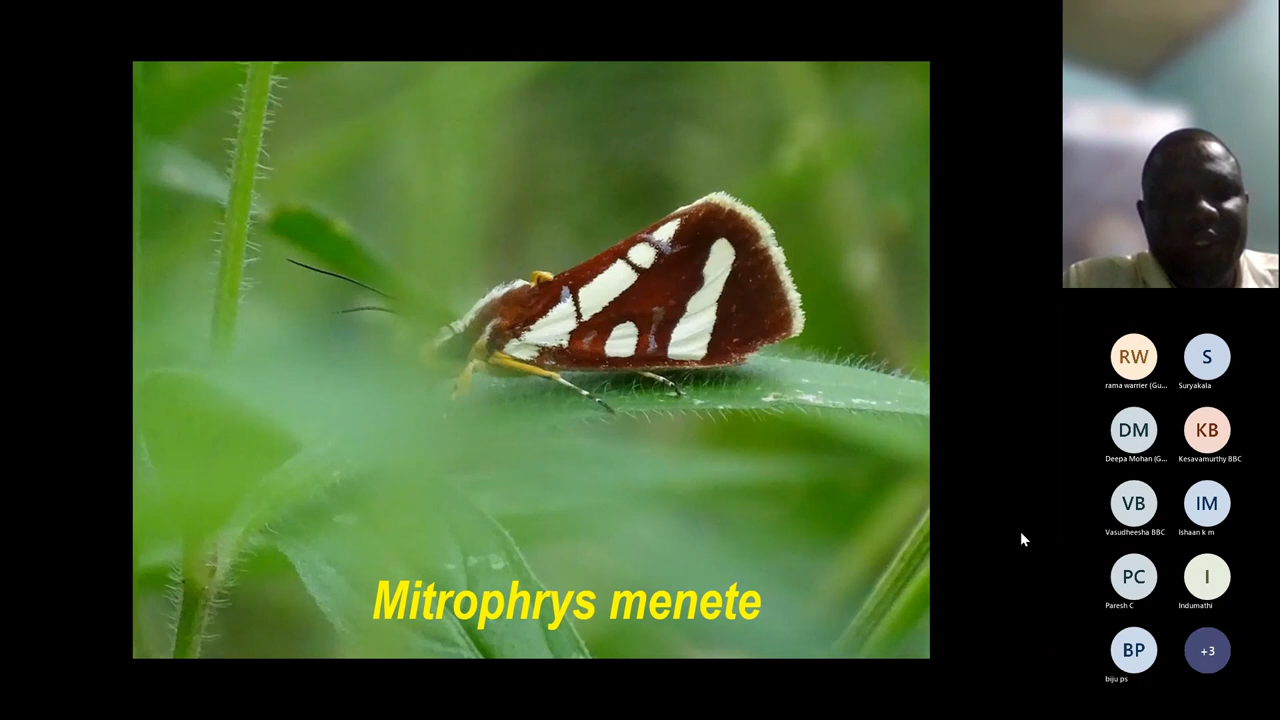 Mitrophrys menete
RW
S
rama warrier (Gu...
Suryakala
DM
KB
Deepa Mohan (G...
Kesavamurthy BBC
VB
IM
Vasudheesha BBC
Ishaan k m
PC
I
Paresh C
Indumathi
BP
+3
biju ps